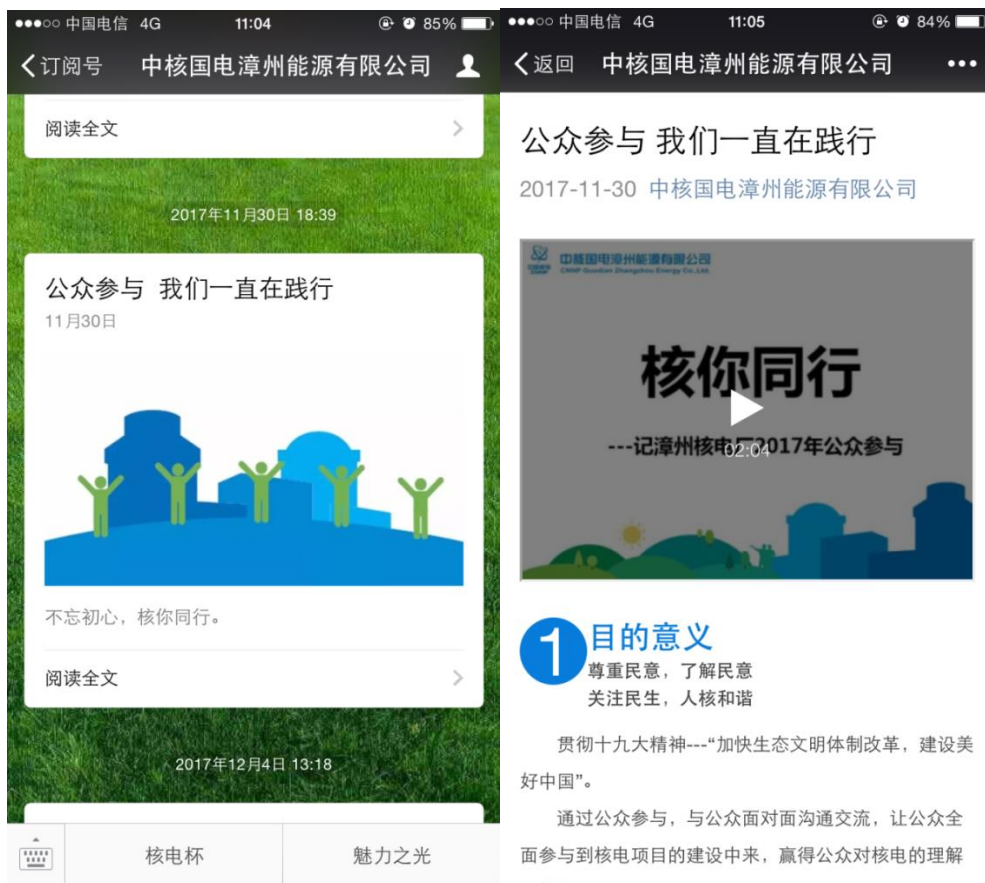 中国电信 4G 11:04 85%
订阅号 中核国电漳州能源有限公司
阅读全文
2017年11月30日 18:39
公众参与 我们一直在践行
11月30日
不忘初心，核你同行。
阅读全文
2017年12月4日 13:18
核电杯 魅力之光
中国电信 4G 11:05 84%
返回 中核国电漳州能源有限公司
公众参与 我们一直在践行
2017-11-30 中核国电漳州能源有限公司
中核国电漳州能源有限公司
CNNP Guodian Zhangzhou Energy Co.,Ltd.
核你同行
---记漳州核电厂2017年公众参与
02:04
1 目的意义
尊重民意，了解民意
关注民生，人核和谐
贯彻十九大精神---“加快生态文明体制改革，建设美
好中国”。
通过公众参与，与公众面对面沟通交流，让公众全
面参与到核电项目的建设中来，赢得公众对核电的理解